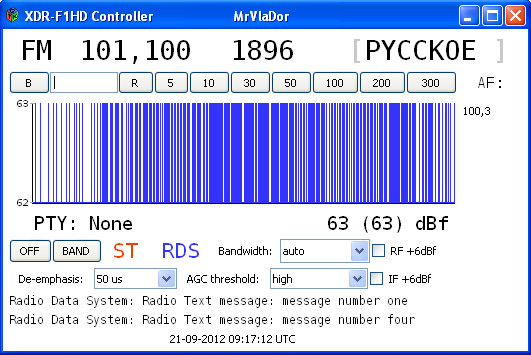 XDR-F1HD Controller MrVlaDor
FM 101,100 1896 [PYCCKOE ]
B R 5 10 30 50 100 200 300 AF:
63 100,3
62
PTY: None 63 (63) dBf
OFF BAND ST RDS Bandwidth: auto RF +6dBf
De-emphasis: 50 us AGC threshold: high IF +6dBf
Radio Data System: Radio Text message: message number one
Radio Data System: Radio Text message: message number four
21-09-2012 09:17:12 UTC